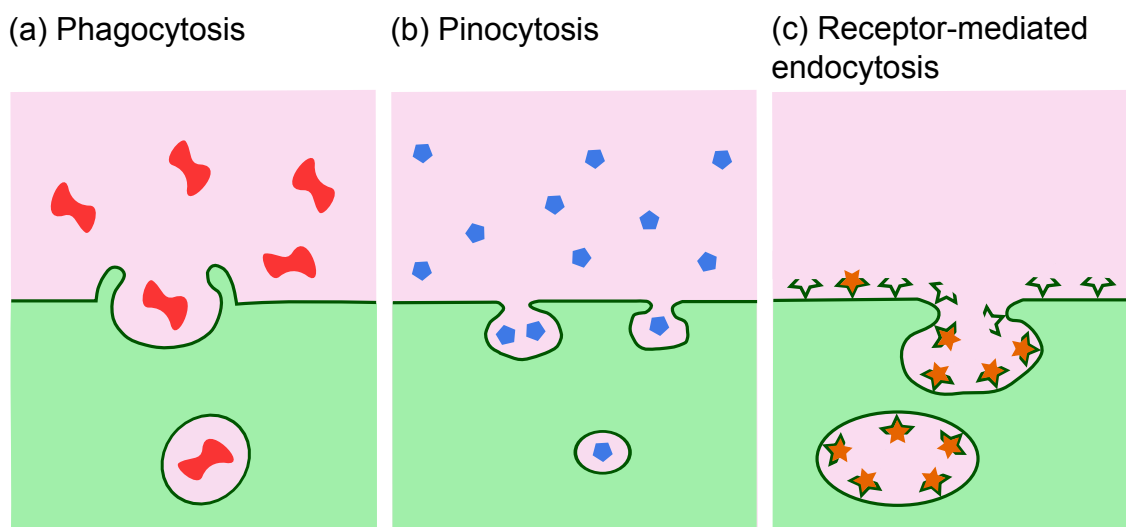 (a) Phagocytosis
(b) Pinocytosis
(c) Receptor-mediated
endocytosis